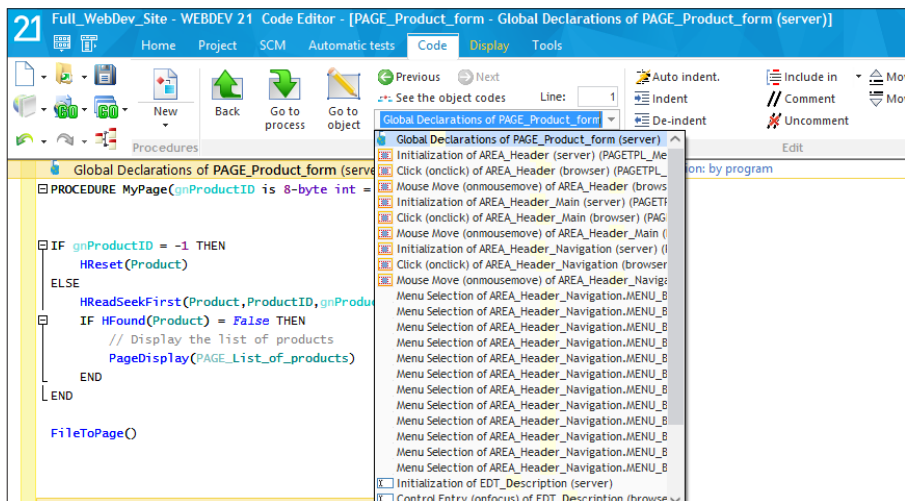 21
Full_WebDev_Site - WEBDEV 21 Code Editor - [PAGE_Product_form - Global Declarations of PAGE_Product_form (server)]
Home Project SCM Automatic tests Code Display Tools
Previous Next
See the object codes Line: 1
Global Declarations of PAGE_Product_form
New
Back
Go to process
Go to object
Procedures
Auto indent.
Indent
De-indent
Include in
Comment
Uncomment
Edit
GO GO
Global Declarations of PAGE_Product_form (serve
ion: by program
PROCEDURE MyPage(gnProductID is 8-byte int =
IF gnProductID = -1 THEN
HReset(Product)
ELSE
HReadSeekFirst(Product,ProductID,gnProduc
IF HFound(Product) = False THEN
// Display the list of products
PageDisplay(PAGE_List_of_products)
END
END
FileToPage()
Global Declarations of PAGE_Product_form (server)
Initialization of AREA_Header (server) (PAGETPL_Me
Click (onclick) of AREA_Header (browser) (PAGETPL_
Mouse Move (onmousemove) of AREA_Header (brows
Initialization of AREA_Header_Main (server) (PAGETF
Click (onclick) of AREA_Header_Main (browser) (PAG
Mouse Move (onmousemove) of AREA_Header_Main (
Initialization of AREA_Header_Navigation (server) (
Click (onclick) of AREA_Header_Navigation (browser
Mouse Move (onmousemove) of AREA_Header_Naviga
Menu Selection of AREA_Header_Navigation.MENU_B
Menu Selection of AREA_Header_Navigation.MENU_B
Menu Selection of AREA_Header_Navigation.MENU_B
Menu Selection of AREA_Header_Navigation.MENU_B
Menu Selection of AREA_Header_Navigation.MENU_B
Menu Selection of AREA_Header_Navigation.MENU_B
Menu Selection of AREA_Header_Navigation.MENU_B
Menu Selection of AREA_Header_Navigation.MENU_B
Menu Selection of AREA_Header_Navigation.MENU_B
Menu Selection of AREA_Header_Navigation.MENU_B
Menu Selection of AREA_Header_Navigation.MENU_B
Menu Selection of AREA_Header_Navigation.MENU_B
Initialization of EDT_Description (server)
Control Entry (onfocus) of EDT_Description (browse